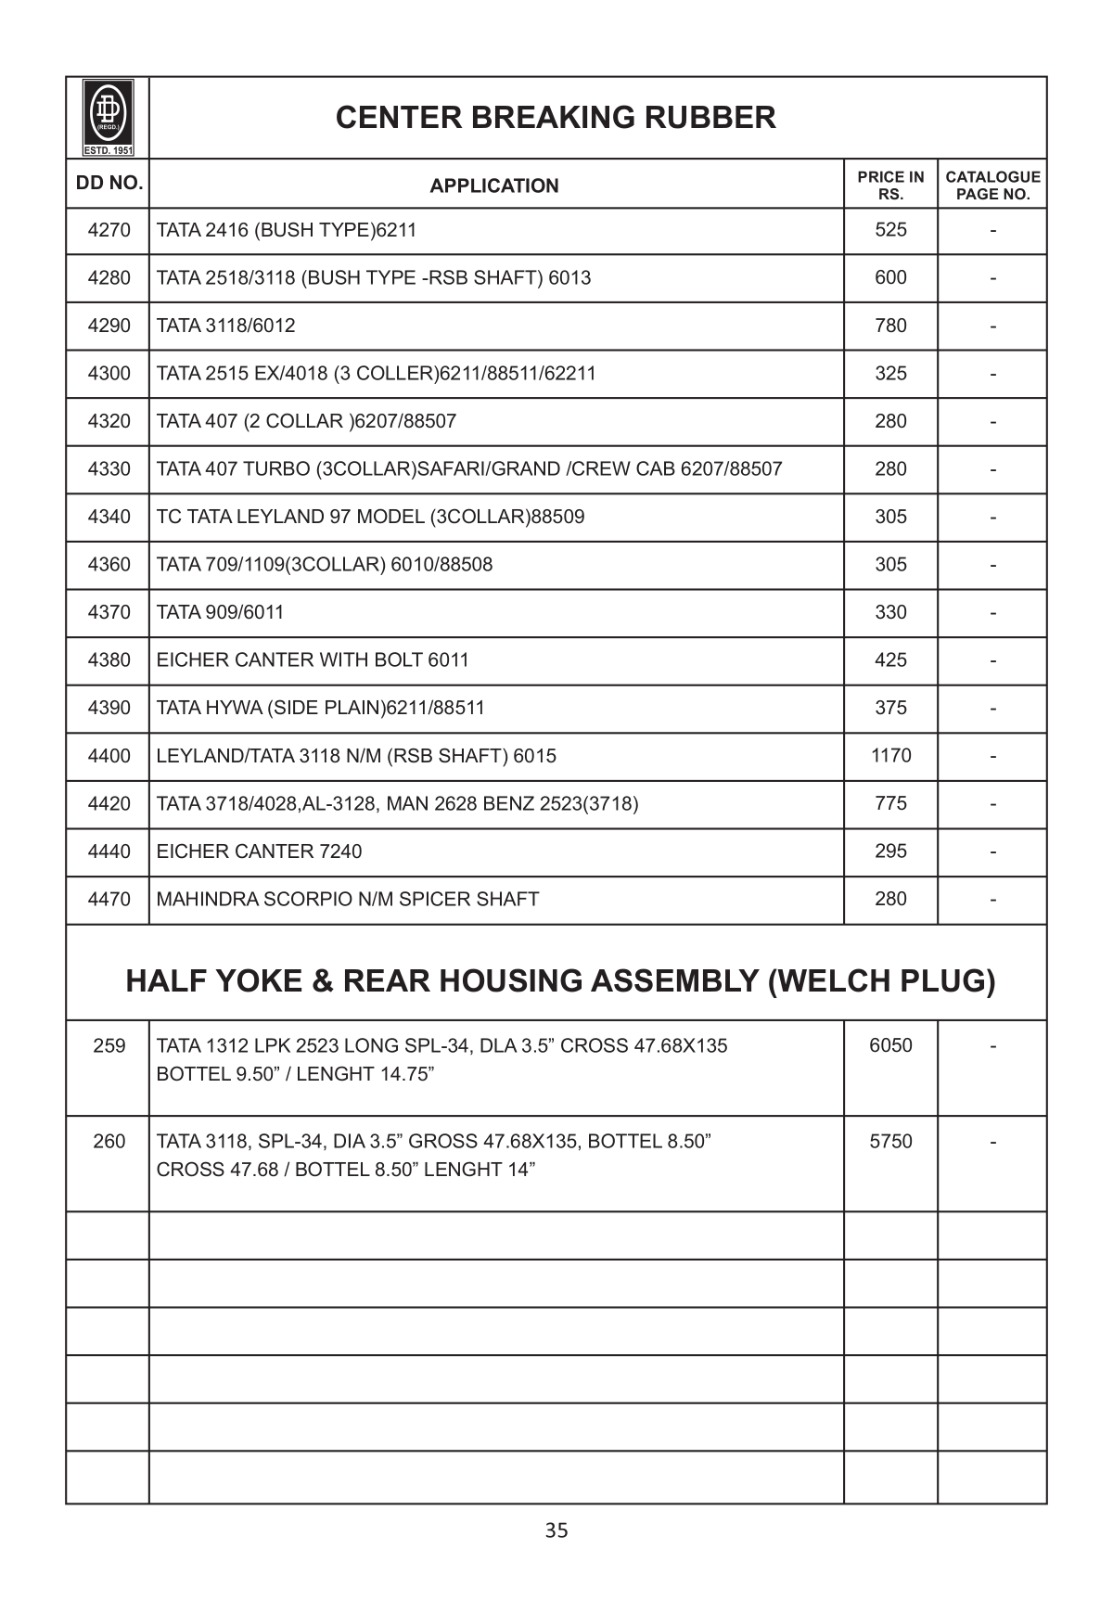 DD
(REGD.)
ESTD. 1951
CENTER BREAKING RUBBER
DD NO. APPLICATION PRICE IN RS. CATALOGUE PAGE NO.
4270 TATA 2416 (BUSH TYPE)6211 525 -
4280 TATA 2518/3118 (BUSH TYPE -RSB SHAFT) 6013 600 -
4290 TATA 3118/6012 780 -
4300 TATA 2515 EX/4018 (3 COLLER)6211/88511/62211 325 -
4320 TATA 407 (2 COLLAR )6207/88507 280 -
4330 TATA 407 TURBO (3COLLAR)SAFARI/GRAND /CREW CAB 6207/88507 280 -
4340 TC TATA LEYLAND 97 MODEL (3COLLAR)88509 305 -
4360 TATA 709/1109(3COLLAR) 6010/88508 305 -
4370 TATA 909/6011 330 -
4380 EICHER CANTER WITH BOLT 6011 425 -
4390 TATA HYWA (SIDE PLAIN)6211/88511 375 -
4400 LEYLAND/TATA 3118 N/M (RSB SHAFT) 6015 1170 -
4420 TATA 3718/4028,AL-3128, MAN 2628 BENZ 2523(3718) 775 -
4440 EICHER CANTER 7240 295 -
4470 MAHINDRA SCORPIO N/M SPICER SHAFT 280 -
HALF YOKE & REAR HOUSING ASSEMBLY (WELCH PLUG)
259 TATA 1312 LPK 2523 LONG SPL-34, DLA 3.5” CROSS 47.68X135 6050 -
BOTTEL 9.50” / LENGHT 14.75”
260 TATA 3118, SPL-34, DIA 3.5” GROSS 47.68X135, BOTTEL 8.50” 5750 -
CROSS 47.68 / BOTTEL 8.50” LENGHT 14”
35